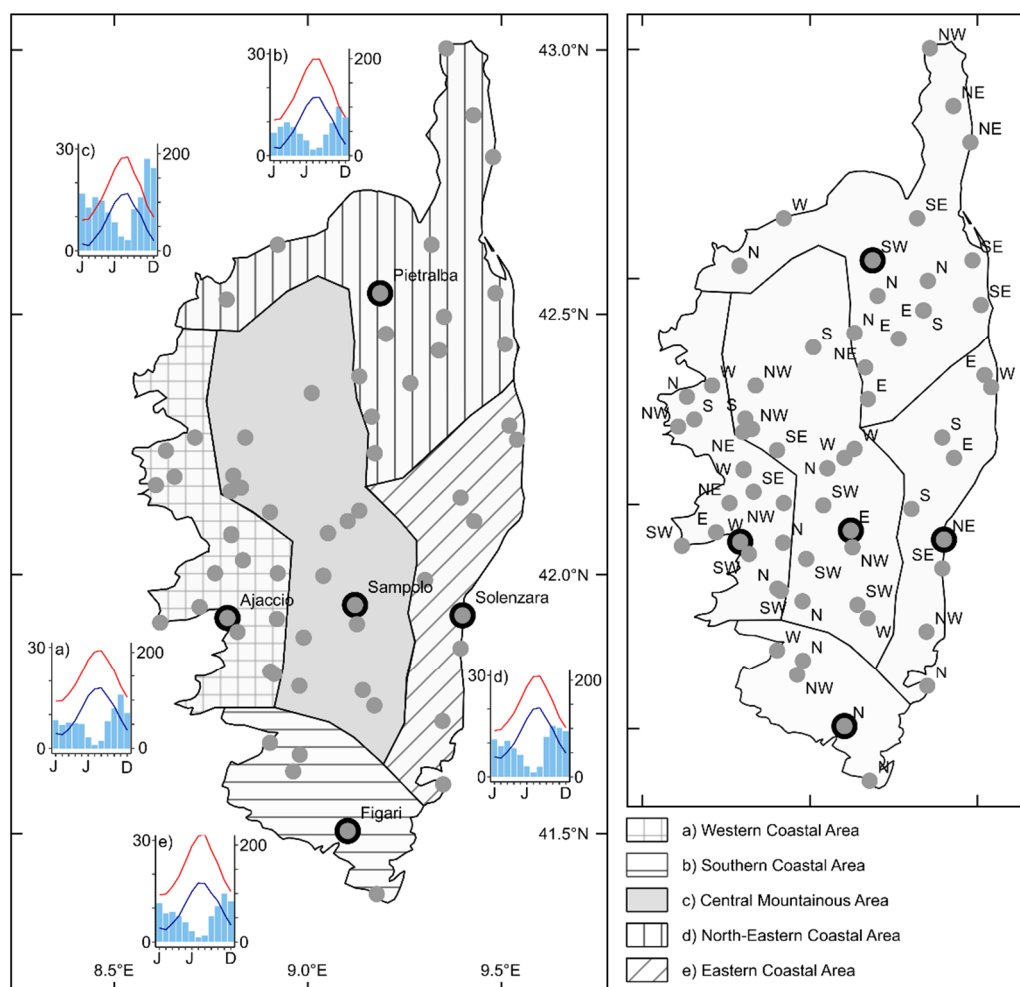 43.0°N
42.5°N
42.0°N
41.5°N
8.5°E
9.0°E
9.5°E
b)
30
200
0
0
J
J
D
c)
30
200
0
0
J
J
D
a)
30
200
0
0
J
J
D
d)
30
200
0
0
J
J
D
e)
30
200
0
0
J
J
D
Pietralba
Ajaccio
Sampolo
Solenzara
Figari
NW
NE
NE
W
SE
N
SW
SE
N
N
SE
E
S
N
E
S
NE
E
W
W
NW
E
N
NW
S
S
NW
NE
SE
W
W
S
E
W
N
SE
NE
SW
S
E
W
NW
E
NE
SW
N
SW
NW
SE
SW
N
SW
SW
N
W
NW
W
N
NW
N
N
N
a) Western Coastal Area
b) Southern Coastal Area
c) Central Mountainous Area
d) North-Eastern Coastal Area
e) Eastern Coastal Area